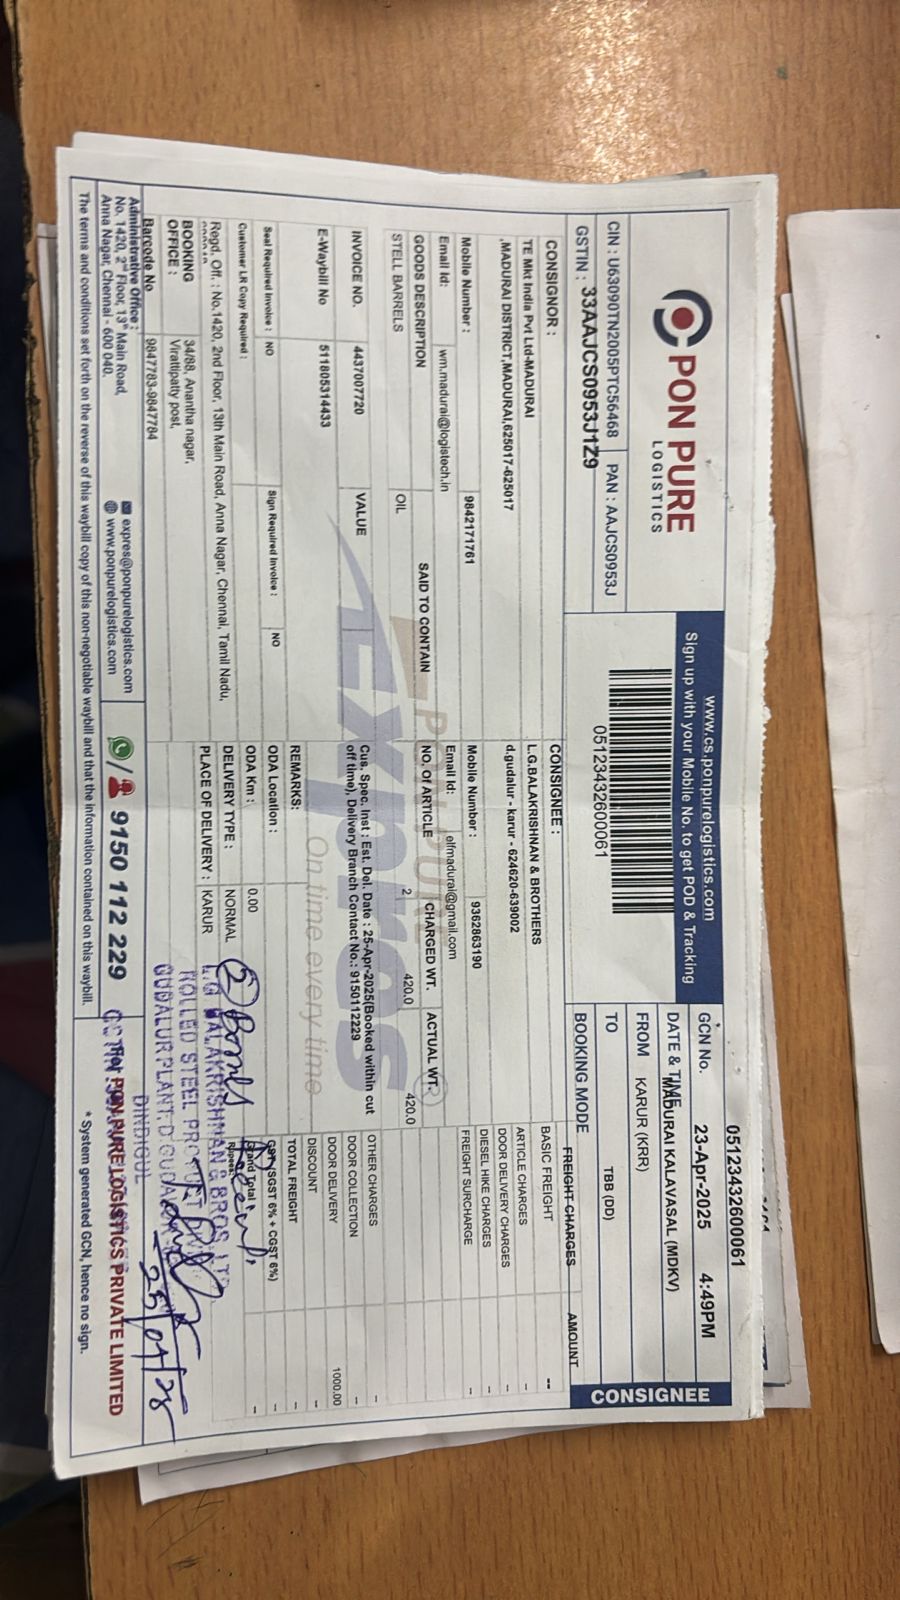 PON PURE
LOGISTICS
CIN : U63090TN2005PTC56468 PAN : AAJCS0953J
GSTIN : 33AAJCS0953J1Z9
www.cs.ponpurelogistics.com
Sign up with your Mobile No. to get POD & Tracking
05123432600061
05123432600061
GCN No. 23-Apr-2025 4:49PM
DATE & TIME
FROM MADURAI KALAVASAL (MDKV)
TO KARUR (KRR)
BOOKING MODE TBB (DD)
CONSIGNEE
CONSIGNOR :
TE Mkt India Pvt Ltd-MADURAI
,MADURAI DISTRICT,MADURAI,625017-625017
Mobile Number : 9842171761
Email Id: wm.madurai@logistech.in
CONSIGNEE :
L.G.BALAKRISHNAN & BROTHERS
d.gudalur - karur - 624620-639002
Mobile Number : 9362863190
Email Id: elfmadurai@gmail.com
GOODS DESCRIPTION SAID TO CONTAIN NO. Of ARTICLE CHARGED WT. ACTUAL WT.
STELL BARRELS OIL 2 420.0 420.0
INVOICE NO. 4437007720 VALUE
E-Waybill No 511805314433
Seal Required Invoice : NO Sign Required Invoice : NO
Customer LR Copy Required :
Cus. Spec. Inst : Est. Del. Date : 25-Apr-2025(Booked within cut
off time), Delivery Branch Contact No.: 9150112229
PON PURE
Express
On time every time
REMARKS:
ODA Location :
ODA Km : 0.00
DELIVERY TYPE : NORMAL
PLACE OF DELIVERY : KARUR
FREIGHT CHARGES AMOUNT
BASIC FREIGHT --
ARTICLE CHARGES --
DOOR DELIVERY CHARGES --
DIESEL HIKE CHARGES --
FREIGHT SURCHARGE --
OTHER CHARGES --
DOOR COLLECTION --
DOOR DELIVERY 1000.00
DISCOUNT --
TOTAL FREIGHT --
GST (SGST 6% + CGST 6%) --
Grand Total --
Rupees
Regd. Off. : No.1420, 2nd Floor, 13th Main Road, Anna Nagar, Chennai, Tamil Nadu,
BOOKING OFFICE : 34/88, Anantha nagar,
Viratipatty post,
Barcode No 9847783-9847784
Administrative Office :
No. 1420, 2nd Floor, 13th Main Road,
Anna Nagar, Chennai - 600 040.
expres@ponpurelogistics.com
www.ponpurelogistics.com
9150 112 229
For PON PURE LOGISTICS PRIVATE LIMITED
L.G BALAKRISHNAN & BROS LTD
ROLLED STEEL PRODUCT
GUDALUR PLANT, D.GUDALUR
DINDIGUL
25/04/25
The terms and conditions set forth on the reverse of this waybill copy of this non-negotiable waybill and that the information contained on this waybill.
* System generated GCN, hence no sign.